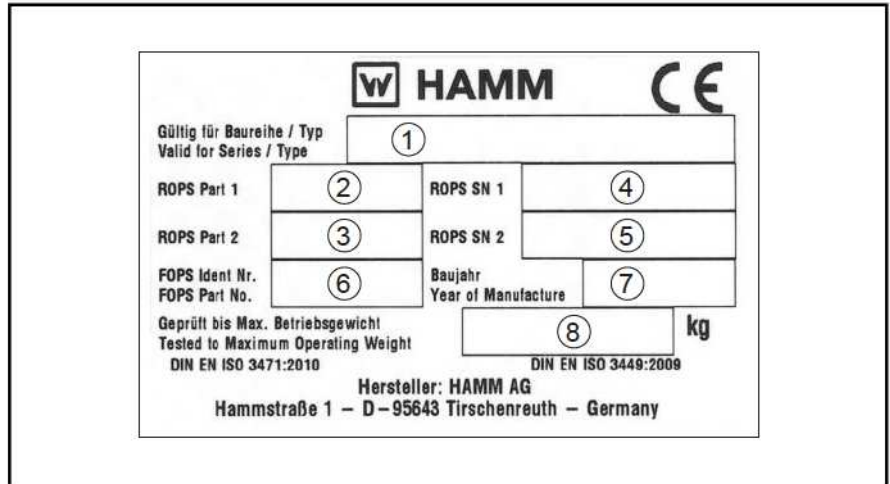 W HAMM CE
Gültig für Baureihe / Typ
Valid for Series / Type
①
ROPS Part 1 ② ROPS SN 1 ④
ROPS Part 2 ③ ROPS SN 2 ⑤
FOPS Ident Nr.
FOPS Part No.
⑥
Baujahr
Year of Manufacture
⑦
Geprüft bis Max. Betriebsgewicht
Tested to Maximum Operating Weight
⑧ kg
DIN EN ISO 3471:2010 DIN EN ISO 3449:2009
Hersteller: HAMM AG
Hammstraße 1 – D–95643 Tirschenreuth – Germany